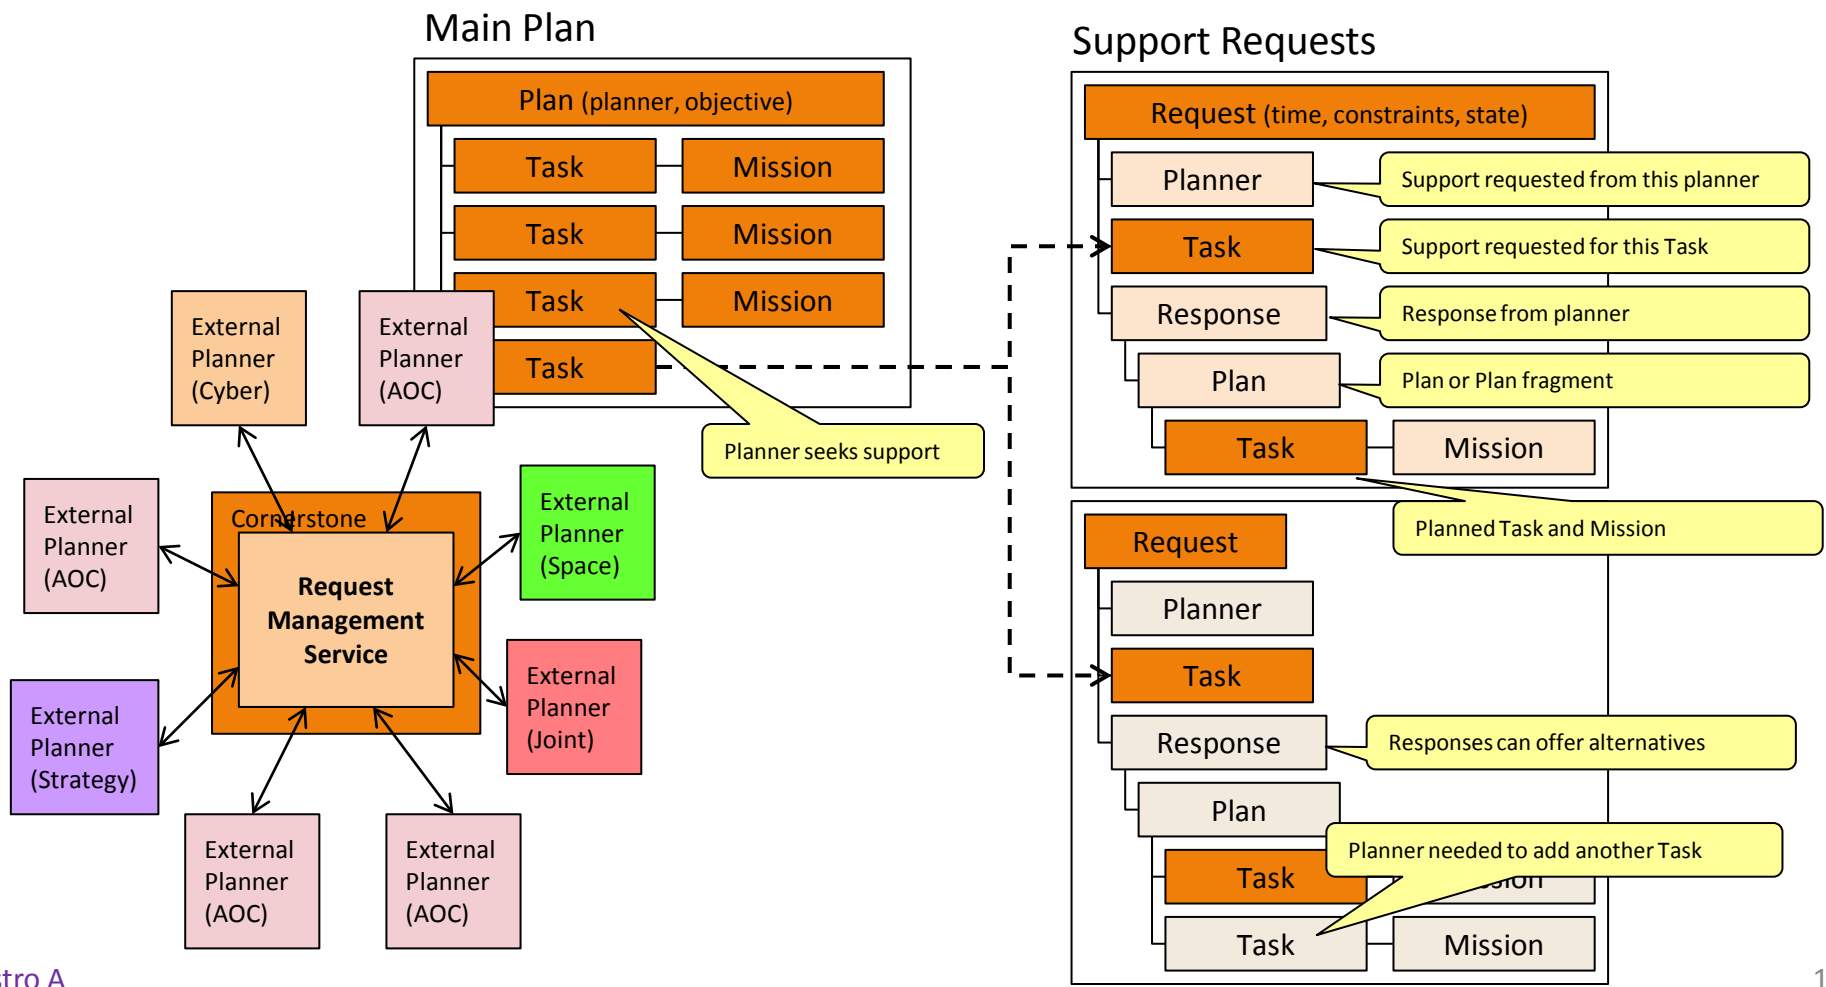 Main Plan
Support Requests
Plan (planner, objective)
Task
Mission
Task
Mission
Task
Mission
Task
Planner seeks support
External
Planner
(Cyber)
External
Planner
(AOC)
External
Planner
(AOC)
External
Planner
(Space)
Cornerstone
Request
Management
Service
External
Planner
(Strategy)
External
Planner
(Joint)
External
Planner
(AOC)
External
Planner
(AOC)
Request (time, constraints, state)
Planner
Support requested from this planner
Task
Support requested for this Task
Response
Response from planner
Plan
Plan or Plan fragment
Task
Mission
Planned Task and Mission
Request
Planner
Task
Response
Responses can offer alternatives
Plan
Planner needed to add another Task
Task
Task
Mission
A
1